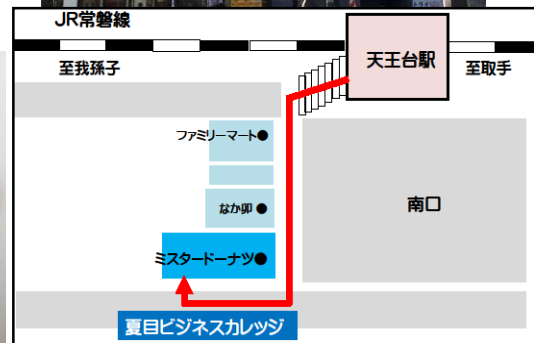 JR常磐線
天王台駅
至我孫子
至取手
ファミリーマート●
なか卯●
南口
ミスタードーナツ●
夏目ビジネスカレッジ